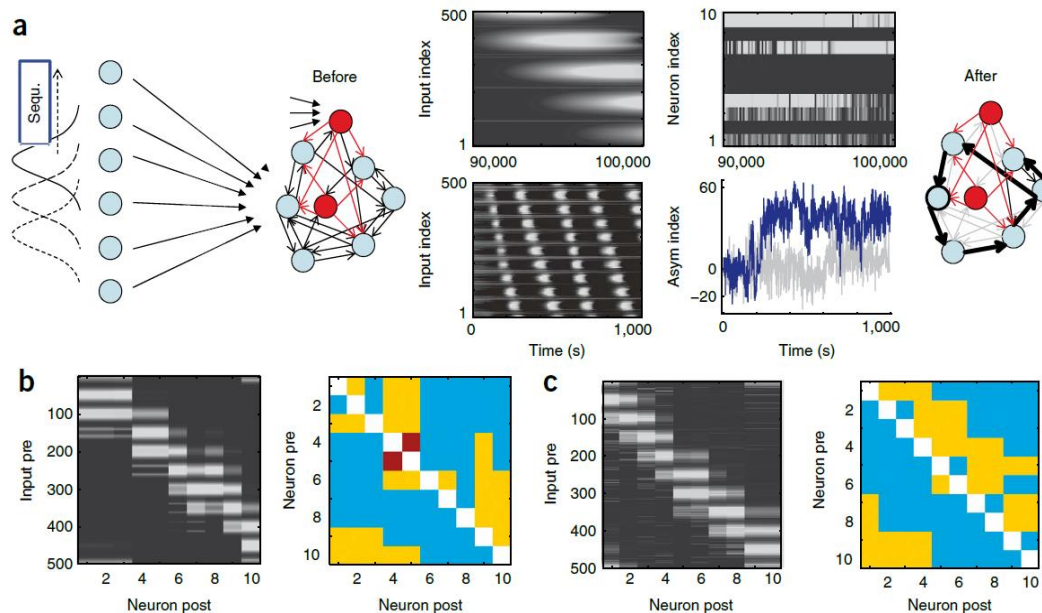 a
Sequ.
Before
500
Input index
1
90,000 100,000
10
Neuron index
1
90,000 100,000
After
500
Input index
1
0 1,000
Time (s)
60
Asym index
0
−20
0 1,000
Time (s)
b
100
Input pre
200
300
400
500
2 4 6 8 10
Neuron post
2
Neuron pre
4
6
8
10
2 4 6 8 10
Neuron post
c
100
Input pre
200
300
400
500
2 4 6 8 10
Neuron post
2
Neuron pre
4
6
8
10
2 4 6 8 10
Neuron post